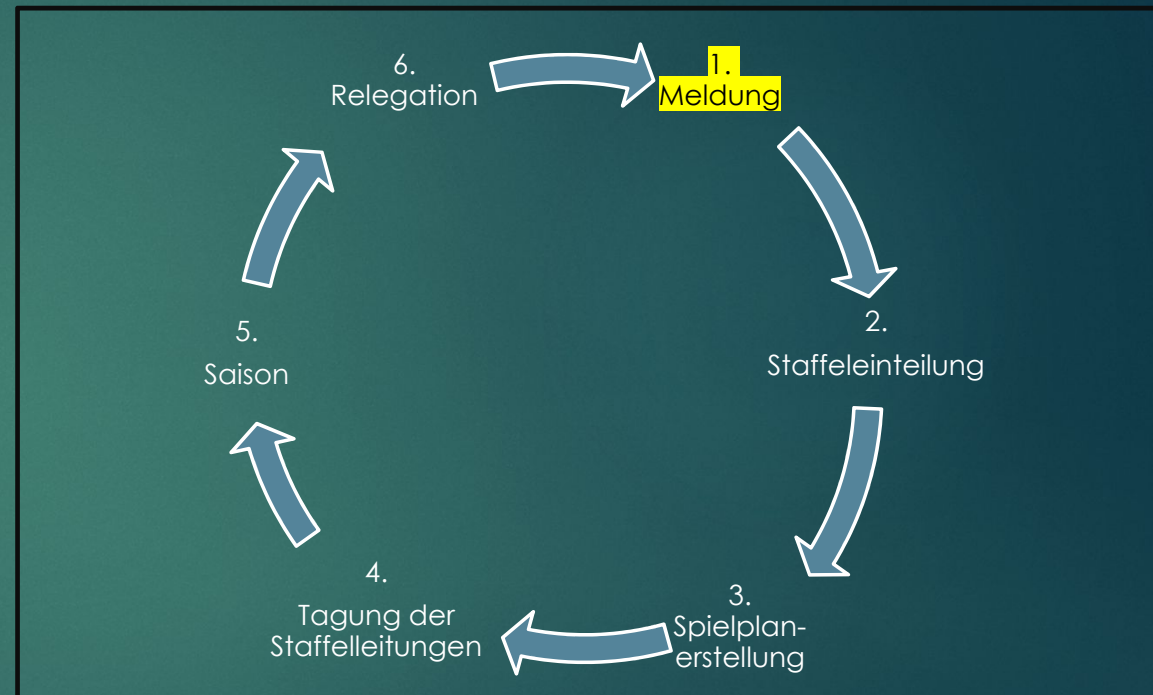 1.
Meldung
2.
Staffeleinteilung
3.
Spielplan-
erstellung
4.
Tagung der
Staffelleitungen
5.
Saison
6.
Relegation